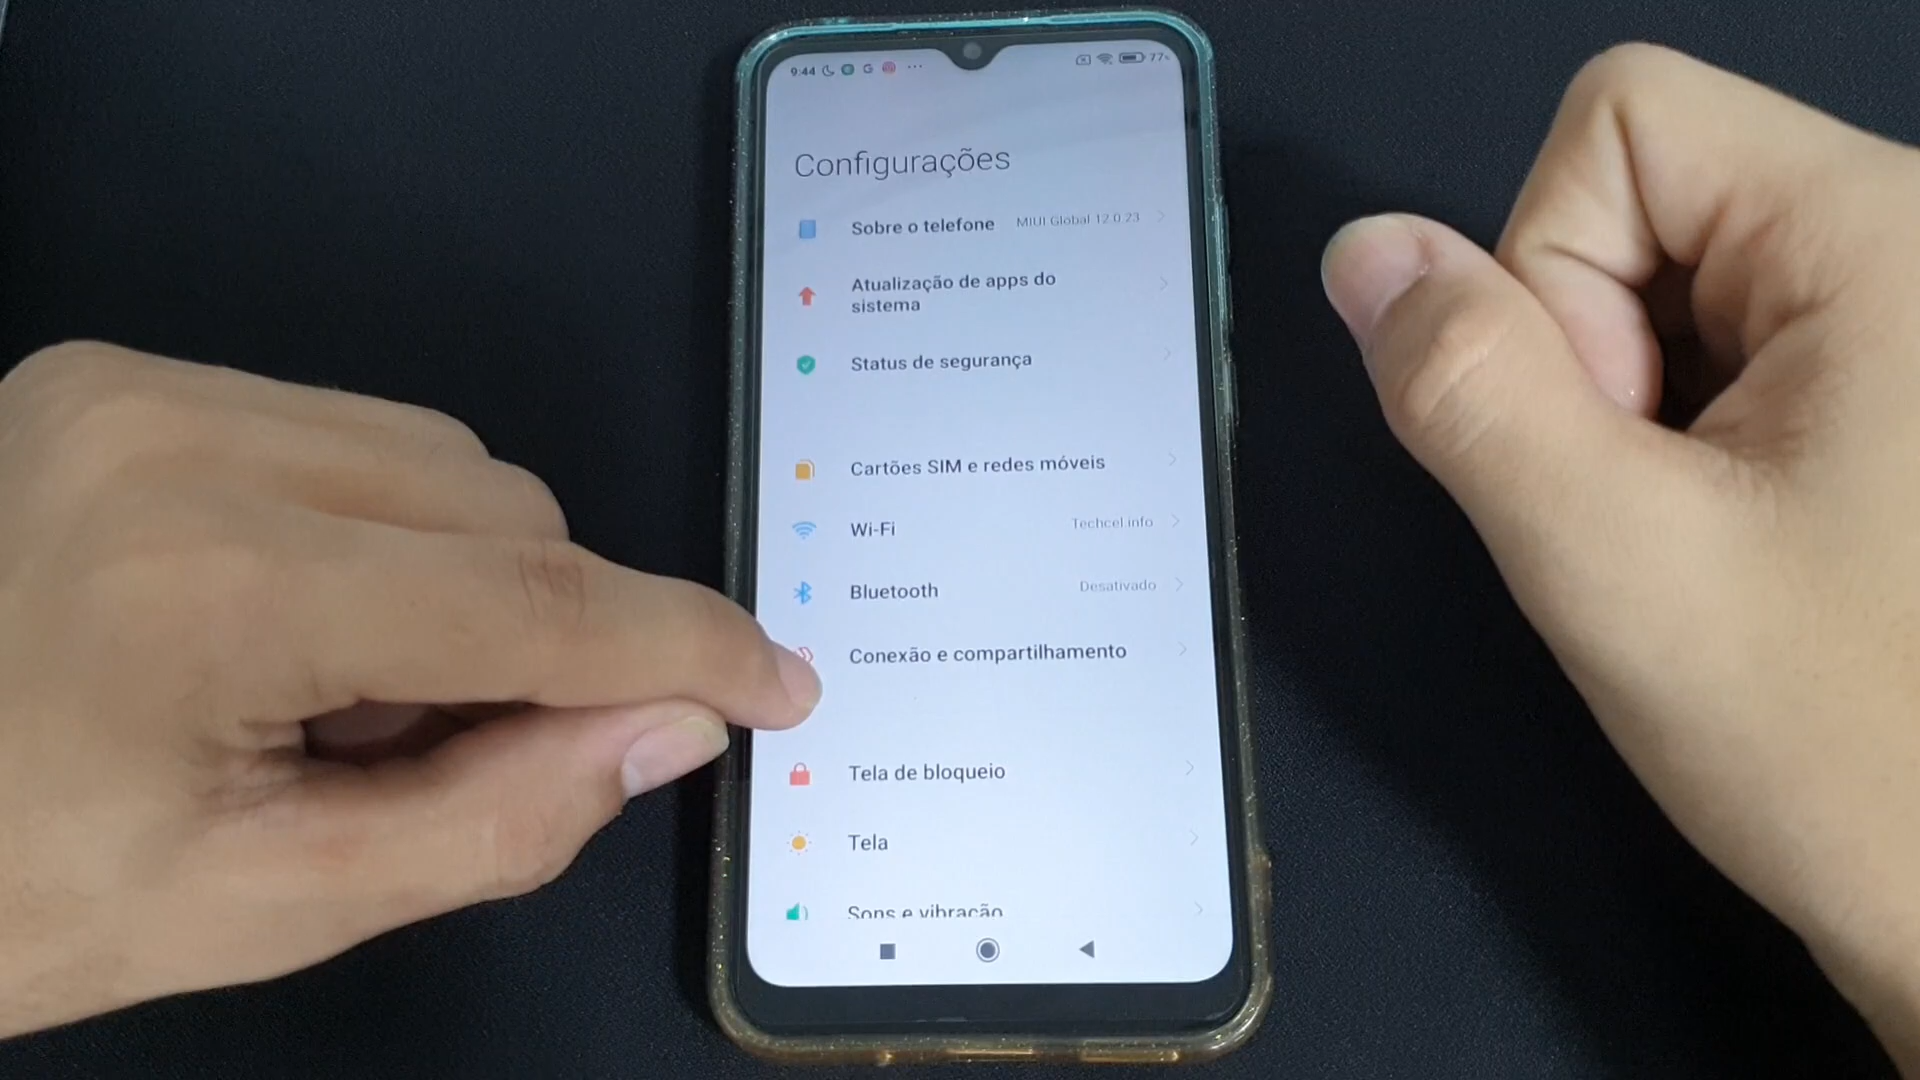 9:44 G ... 77%
Configurações
Sobre o telefone MIUI Global 12.0.23
Atualização de apps do
sistema
Status de segurança
Cartões SIM e redes móveis
Wi-Fi Techcel info
Bluetooth Desativado
Conexão e compartilhamento
Tela de bloqueio
Tela
Sons e vibração